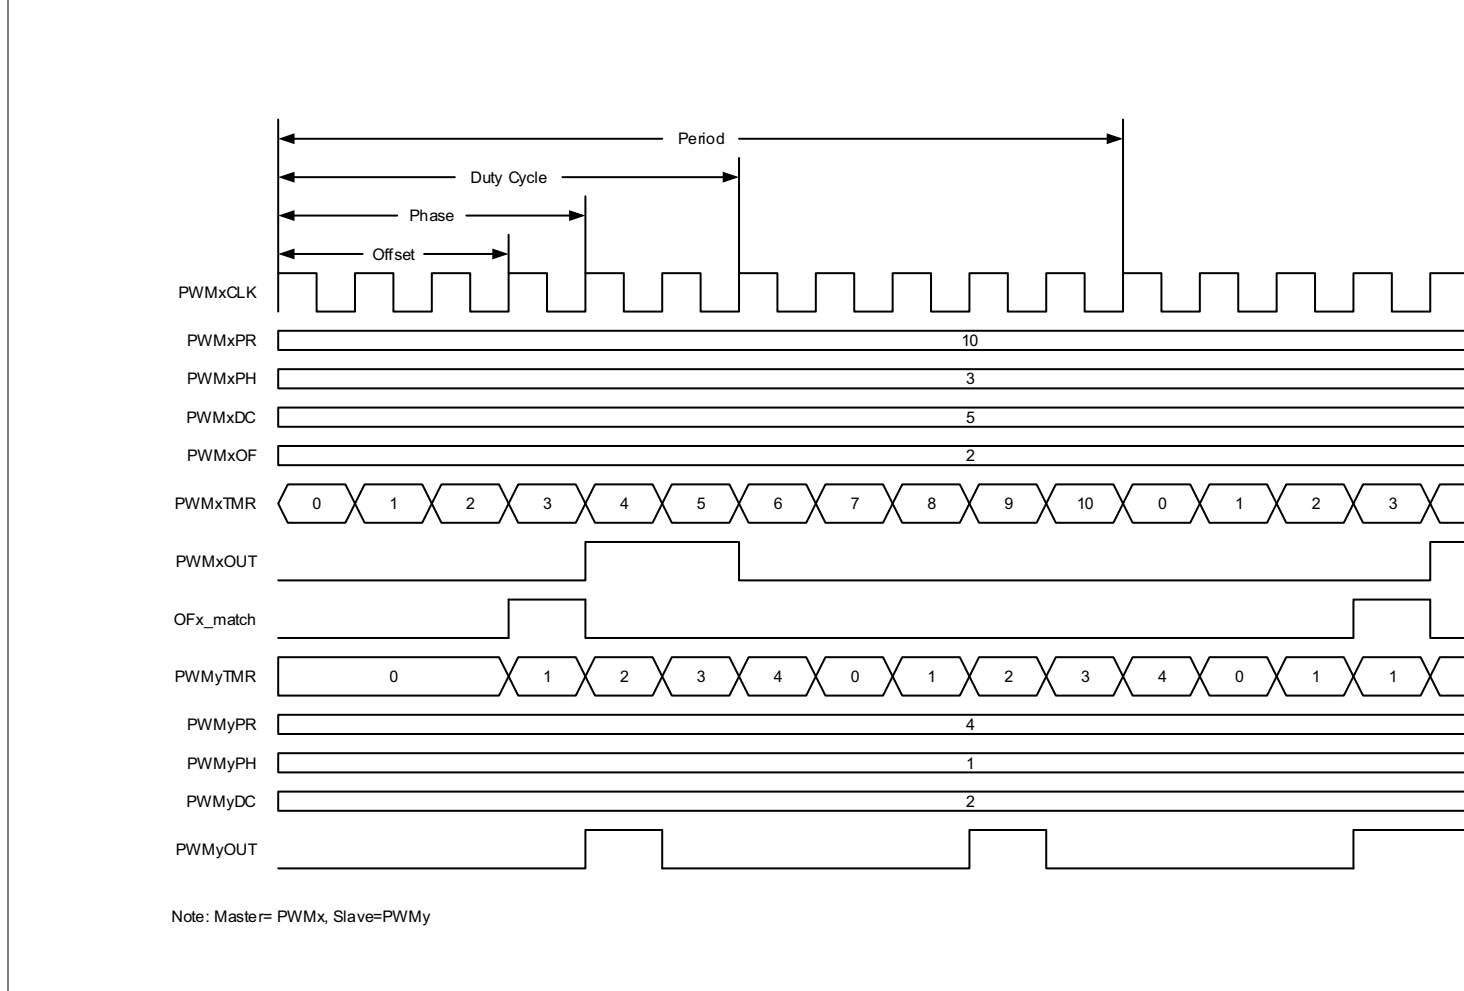 Period
Duty Cycle
Phase
Offset
PWMxCLK
PWMxPR 10
PWMxPH 3
PWMxDC 5
PWMxOF 2
PWMxTMR 0 1 2 3 4 5 6 7 8 9 10 0 1 2 3
PWMxOUT
OFx_match
PWMyTMR 0 1 2 3 4 0 1 2 3 4 0 1 1
PWMyPR 4
PWMyPH 1
PWMyDC 2
PWMyOUT
Note: Master= PWMx, Slave=PWMy